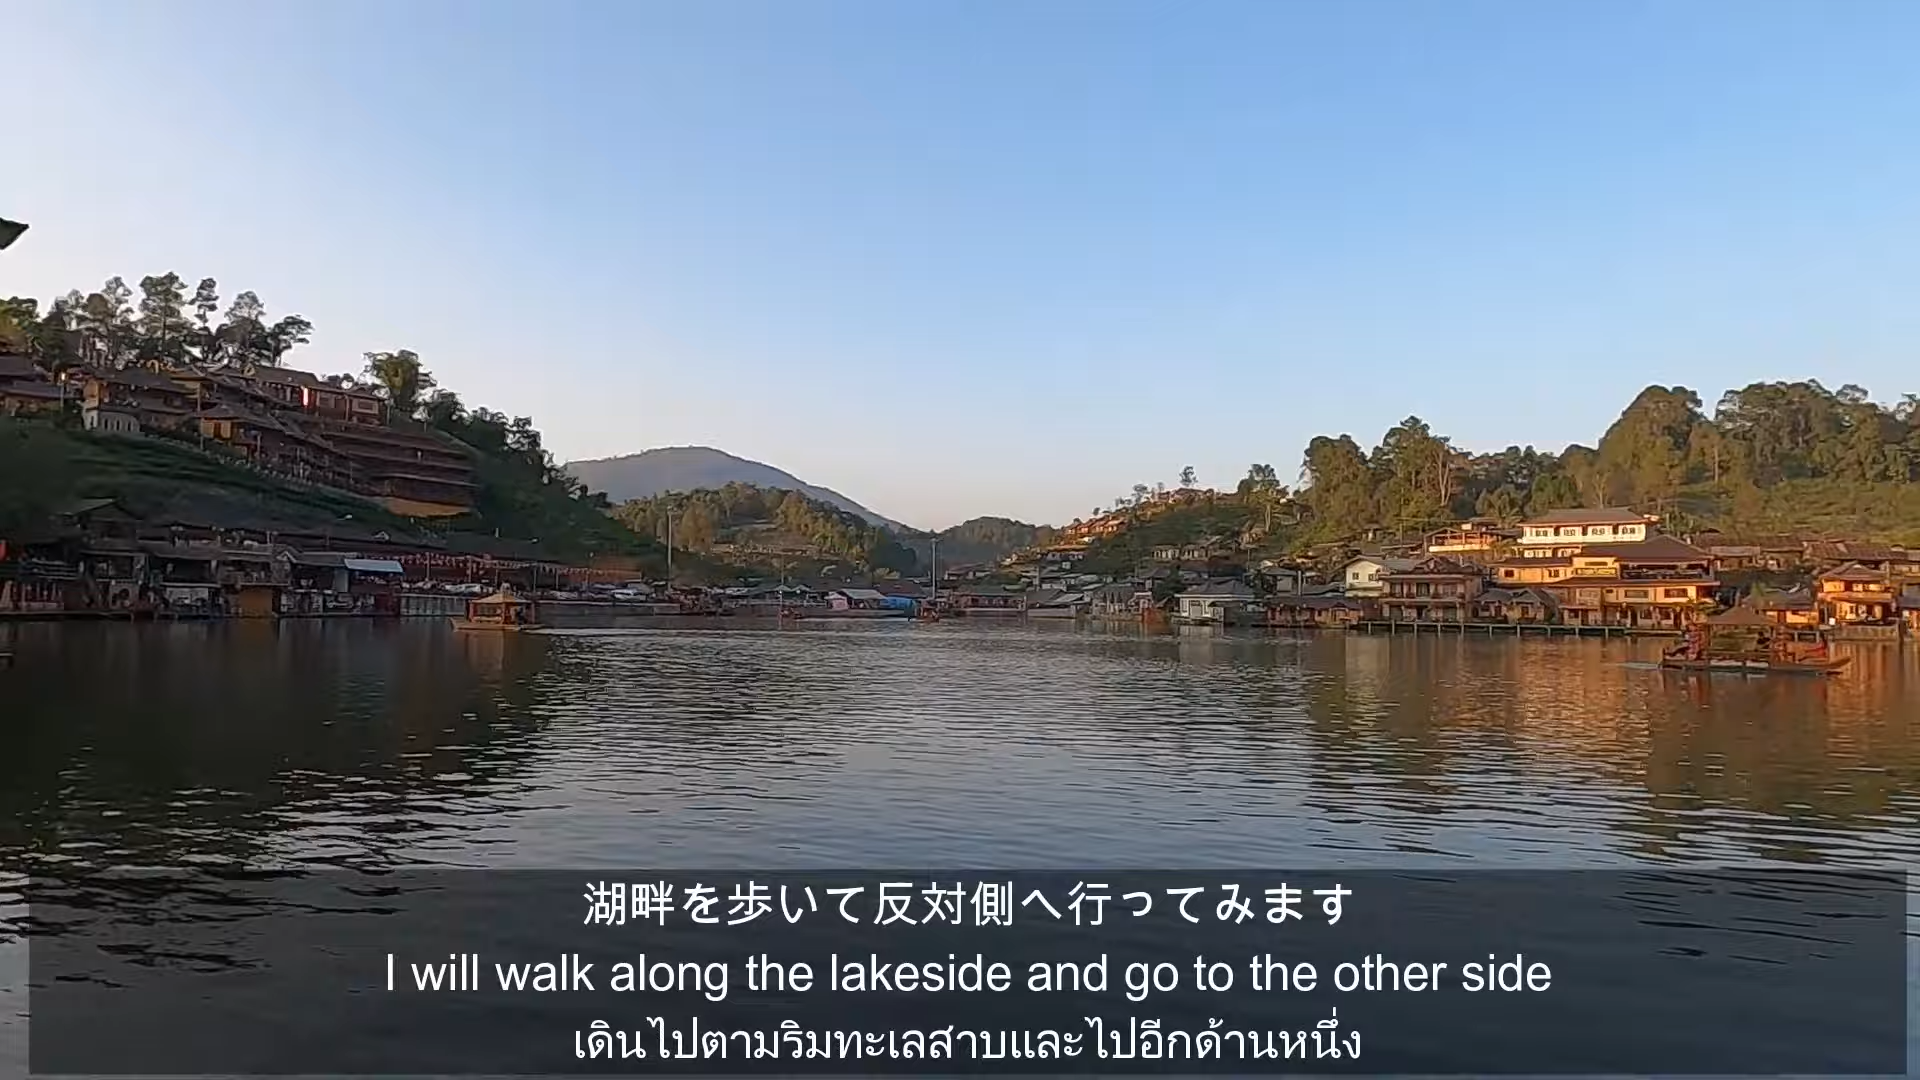 湖畔を歩いて反対側へ行ってみます
I will walk along the lakeside and go to the other side
เดินไปตามริมทะเลสาบและไปอีกด้านหนึ่ง